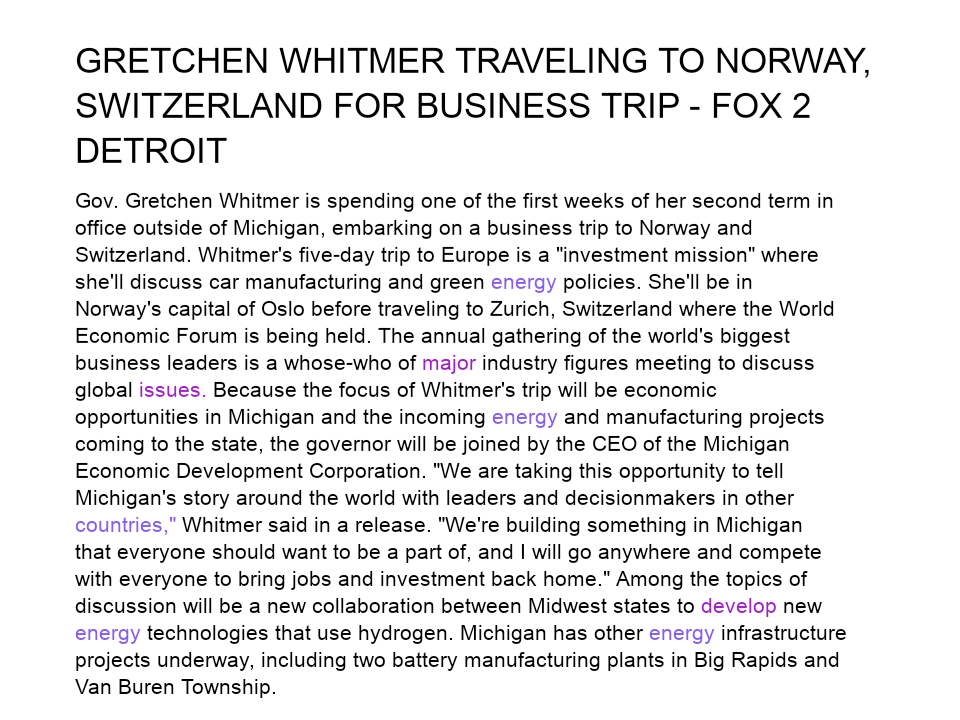 GRETCHEN WHITMER TRAVELING TO NORWAY,
SWITZERLAND FOR BUSINESS TRIP - FOX 2
DETROIT
Gov. Gretchen Whitmer is spending one of the first weeks of her second term in
office outside of Michigan, embarking on a business trip to Norway and
Switzerland. Whitmer's five-day trip to Europe is a "investment mission" where
she'll discuss car manufacturing and green energy policies. She'll be in
Norway's capital of Oslo before traveling to Zurich, Switzerland where the World
Economic Forum is being held. The annual gathering of the world's biggest
business leaders is a whose-who of major industry figures meeting to discuss
global issues. Because the focus of Whitmer's trip will be economic
opportunities in Michigan and the incoming energy and manufacturing projects
coming to the state, the governor will be joined by the CEO of the Michigan
Economic Development Corporation. "We are taking this opportunity to tell
Michigan's story around the world with leaders and decisionmakers in other
countries," Whitmer said in a release. "We're building something in Michigan
that everyone should want to be a part of, and I will go anywhere and compete
with everyone to bring jobs and investment back home." Among the topics of
discussion will be a new collaboration between Midwest states to develop new
energy technologies that use hydrogen. Michigan has other energy infrastructure
projects underway, including two battery manufacturing plants in Big Rapids and
Van Buren Township.